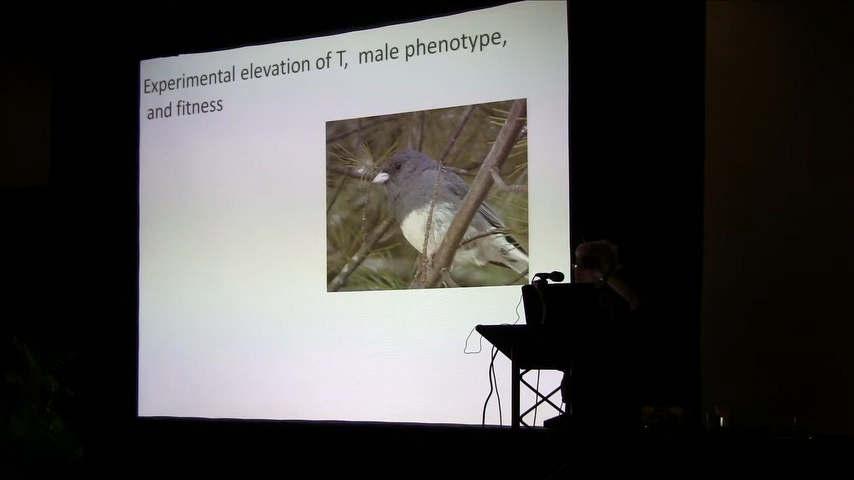 Experimental elevation of T, male phenotype,
and fitness